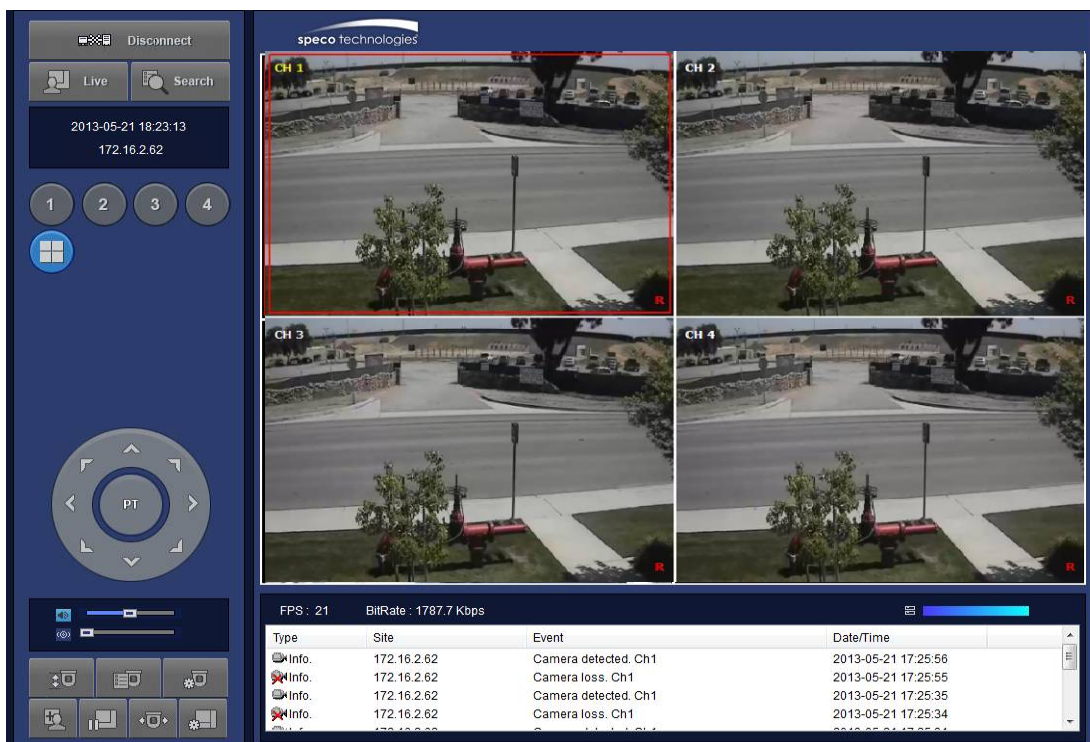 Disconnect
speco technologies
Live
Search
2013-05-21 18:23:13
172.16.2.62
1
2
3
4
PT
CH 1
R
CH 2
R
CH 3
R
CH 4
R
FPS : 21 BitRate : 1787.7 Kbps
Type Site Event Date/Time
Info. 172.16.2.62 Camera detected. Ch1 2013-05-21 17:25:56
Info. 172.16.2.62 Camera loss. Ch1 2013-05-21 17:25:55
Info. 172.16.2.62 Camera detected. Ch1 2013-05-21 17:25:35
Info. 172.16.2.62 Camera loss. Ch1 2013-05-21 17:25:34